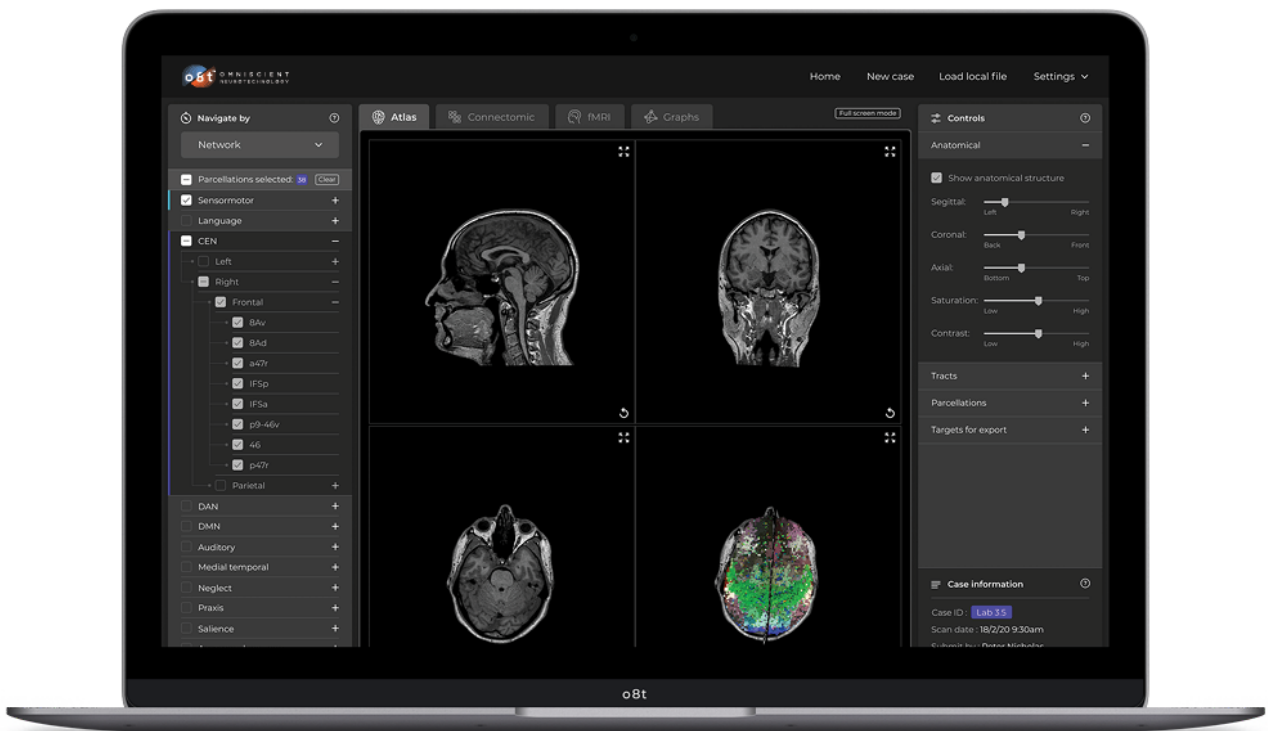 o8t OMNISCIENT
NEUROTECHNOLOGY
Home New case Load local file Settings
Navigate by
Network
Parcellations selected: 38 Clear
Sensormotor
Language
CEN
Left
Right
Frontal
8Av
8Ad
a47r
IFSp
IFSa
p9-46v
46
p47r
Parietal
DAN
DMN
Auditory
Medial temporal
Neglect
Praxis
Salience
Atlas Connectomic fMRI Graphs Full screen mode
Controls
Anatomical
Show anatomical structure
Segittal:
Left Right
Coronal:
Back Front
Axial:
Bottom Top
Saturation:
Low High
Contrast:
Low High
Tracts
Parcellations
Targets for export
Case information
Case ID : Lab 3.5
Scan date : 18/2/20 9:30am
Submit by : Peter Nicholas
o8t